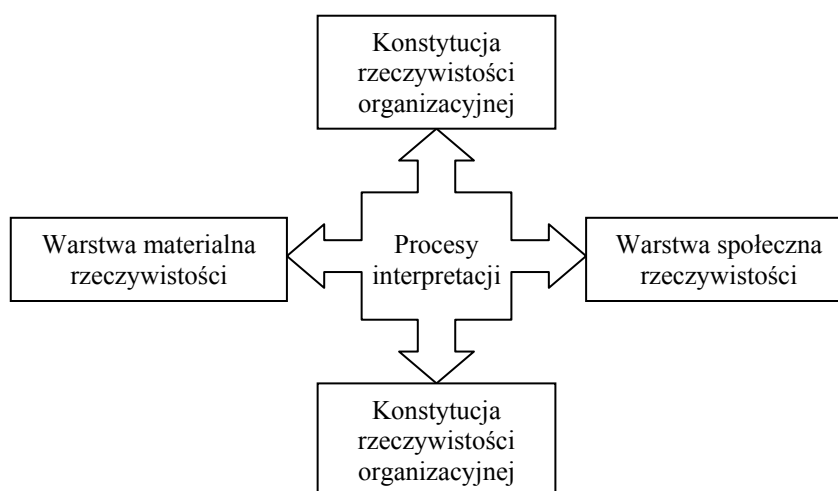 Konstytucja
rzeczywistości
organizacyjnej
Warstwa materialna
rzeczywistości
Procesy
interpretacji
Warstwa społeczna
rzeczywistości
Konstytucja
rzeczywistości
organizacyjnej